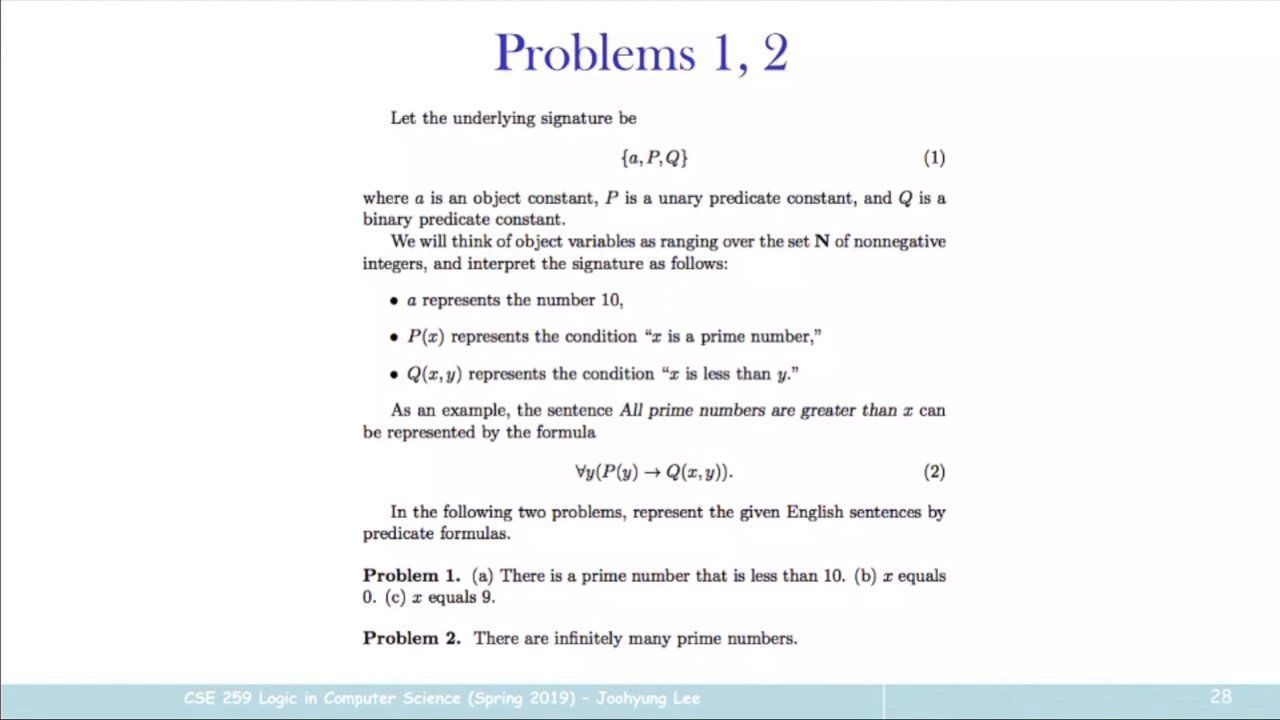 Problems 1, 2
Let the underlying signature be
{a, P, Q} (1)
where a is an object constant, P is a unary predicate constant, and Q is a
binary predicate constant.
We will think of object variables as ranging over the set N of nonnegative
integers, and interpret the signature as follows:
• a represents the number 10,
• P(x) represents the condition “x is a prime number,”
• Q(x, y) represents the condition “x is less than y.”
As an example, the sentence All prime numbers are greater than x can
be represented by the formula
∀y(P(y) → Q(x, y)). (2)
In the following two problems, represent the given English sentences by
predicate formulas.
Problem 1. (a) There is a prime number that is less than 10. (b) x equals
0. (c) x equals 9.
Problem 2. There are infinitely many prime numbers.
CSE 259 Logic in Computer Science (Spring 2019) – Joohyung Lee 28